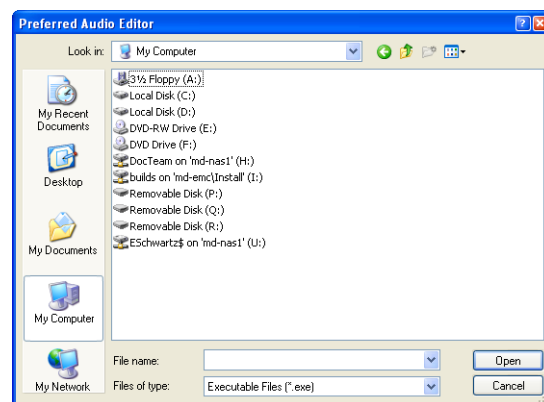 Preferred Audio Editor
Look in:
My Computer
My Recent
Documents
Desktop
My Documents
My Computer
My Network
3½ Floppy (A:)
Local Disk (C:)
Local Disk (D:)
DVD-RW Drive (E:)
DVD Drive (F:)
DocTeam on 'md-nas1' (H:)
builds on 'md-emc\Install' (I:)
Removable Disk (P:)
Removable Disk (Q:)
Removable Disk (R:)
ESchwartz$ on 'md-nas1' (U:)
File name:
Open
Files of type:
Executable Files (*.exe)
Cancel